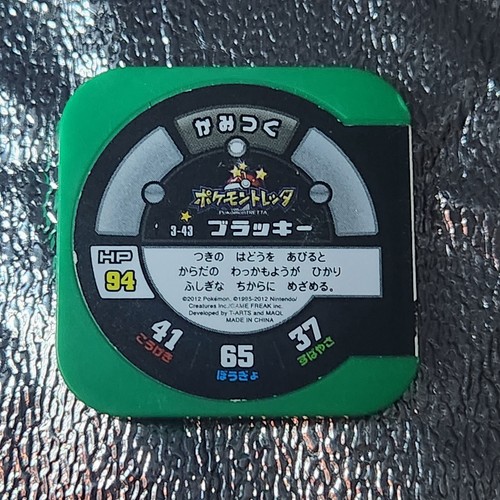 かみつく
ポケモントレッタ
POKÉMON TRETTA
3-43 ブラッキー
HP
94
つきの はどうを あびると
からだの わっかもようが ひかり
ふしぎな ちからに めざめる。
©2012 Pokémon. ©1995-2012 Nintendo/
Creatures Inc./GAME FREAK inc.
Developed by T-ARTS and MAQL
MADE IN CHINA
41
こうげき
65
ぼうぎょ
37
すばやさ